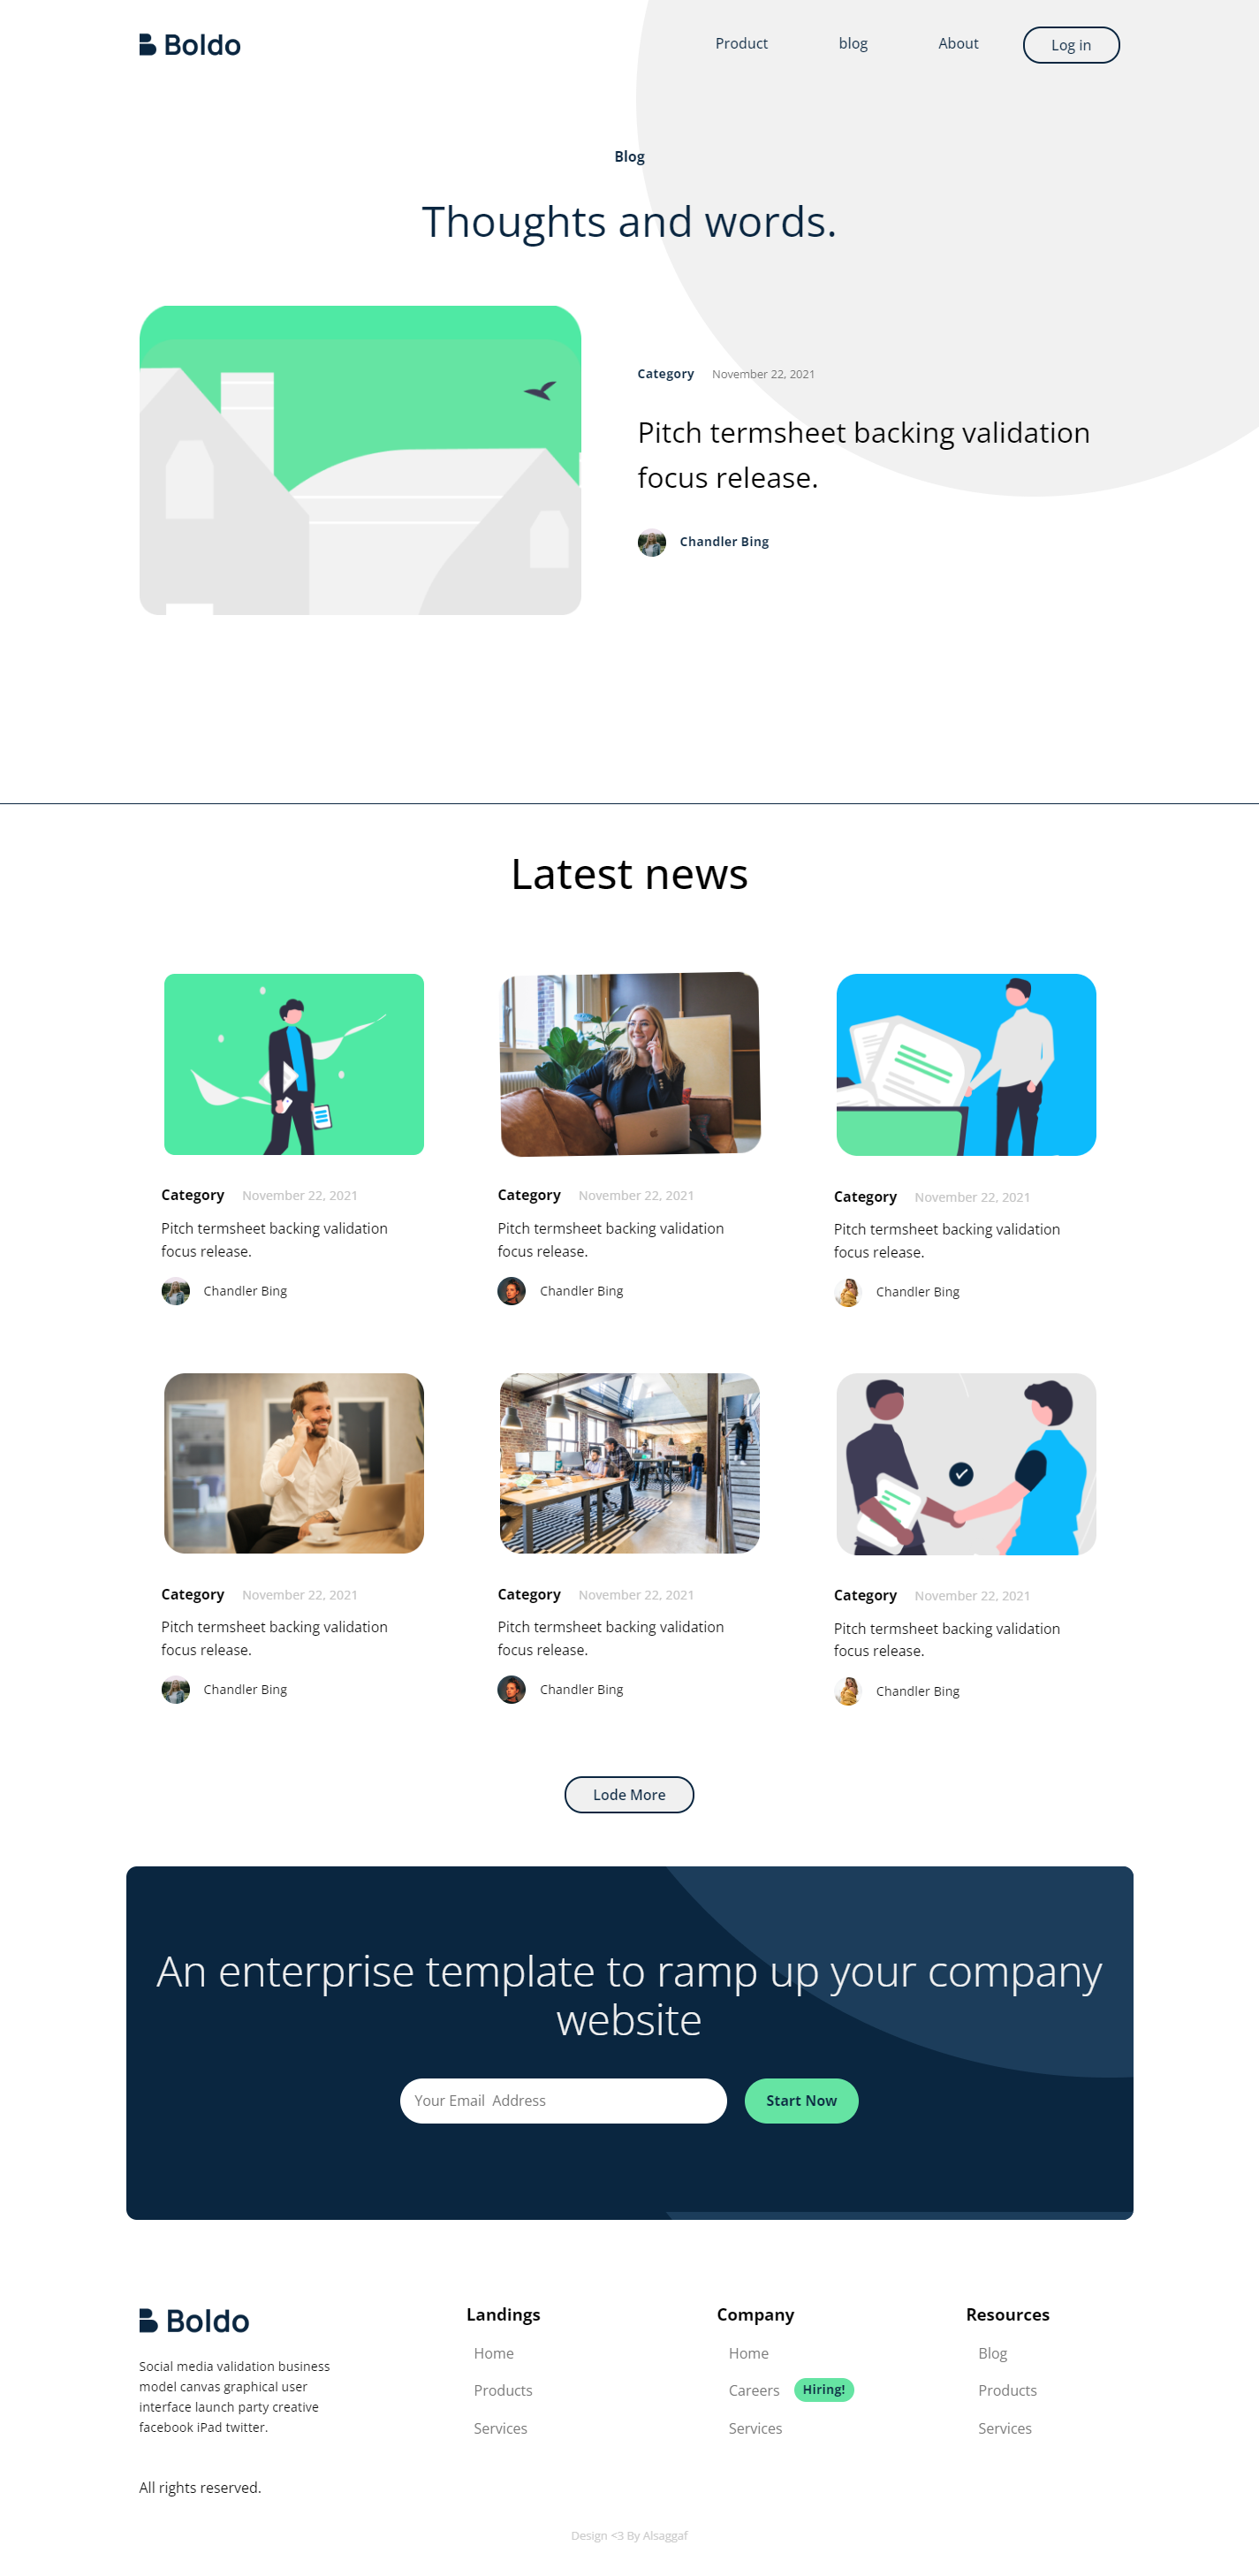 Boldo
Product
blog
About
Log in
Blog
Thoughts and words.
Category November 22, 2021
Pitch termsheet backing validation
focus release.
Chandler Bing
Latest news
Category November 22, 2021
Pitch termsheet backing validation
focus release.
Chandler Bing
Category November 22, 2021
Pitch termsheet backing validation
focus release.
Chandler Bing
Category November 22, 2021
Pitch termsheet backing validation
focus release.
Chandler Bing
Category November 22, 2021
Pitch termsheet backing validation
focus release.
Chandler Bing
Category November 22, 2021
Pitch termsheet backing validation
focus release.
Chandler Bing
Category November 22, 2021
Pitch termsheet backing validation
focus release.
Chandler Bing
Lode More
An enterprise template to ramp up your company
website
Your Email Address
Start Now
Boldo
Social media validation business
model canvas graphical user
interface launch party creative
facebook iPad twitter.
All rights reserved.
Landings
Home
Products
Services
Company
Home
Careers Hiring!
Services
Resources
Blog
Products
Services
Design <3 By Alsaggaf